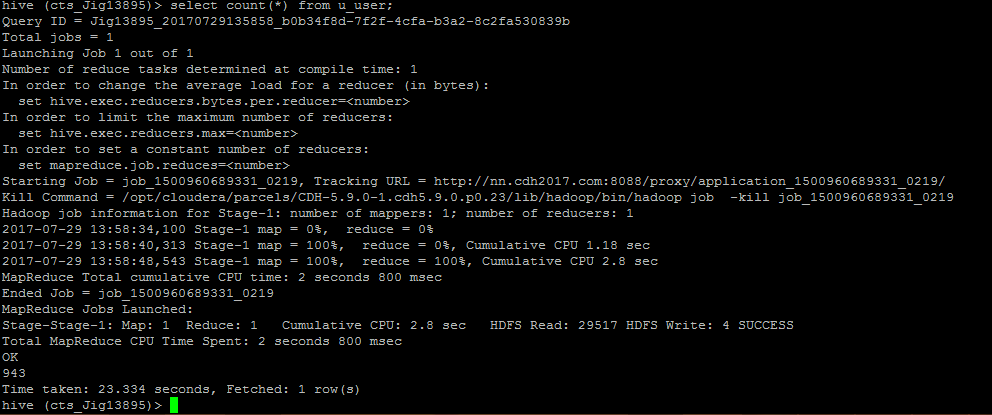 hive (cts_Jig13895)> select count(*) from u_user;
Query ID = Jig13895_20170729135858_b0b34f8d-7f2f-4cfa-b3a2-8c2fa530839b
Total jobs = 1
Launching Job 1 out of 1
Number of reduce tasks determined at compile time: 1
In order to change the average load for a reducer (in bytes):
  set hive.exec.reducers.bytes.per.reducer=<number>
In order to limit the maximum number of reducers:
  set hive.exec.reducers.max=<number>
In order to set a constant number of reducers:
  set mapreduce.job.reduces=<number>
Starting Job = job_1500960689331_0219, Tracking URL = http://nn.cdh2017.com:8088/proxy/application_1500960689331_0219/
Kill Command = /opt/cloudera/parcels/CDH-5.9.0-1.cdh5.9.0.p0.23/lib/hadoop/bin/hadoop job  -kill job_1500960689331_0219
Hadoop job information for Stage-1: number of mappers: 1; number of reducers: 1
2017-07-29 13:58:34,100 Stage-1 map = 0%,  reduce = 0%
2017-07-29 13:58:40,313 Stage-1 map = 100%,  reduce = 0%, Cumulative CPU 1.18 sec
2017-07-29 13:58:48,543 Stage-1 map = 100%,  reduce = 100%, Cumulative CPU 2.8 sec
MapReduce Total cumulative CPU time: 2 seconds 800 msec
Ended Job = job_1500960689331_0219
MapReduce Jobs Launched:
Stage-Stage-1: Map: 1  Reduce: 1   Cumulative CPU: 2.8 sec   HDFS Read: 29517 HDFS Write: 4 SUCCESS
Total MapReduce CPU Time Spent: 2 seconds 800 msec
OK
943
Time taken: 23.334 seconds, Fetched: 1 row(s)
hive (cts_Jig13895)>